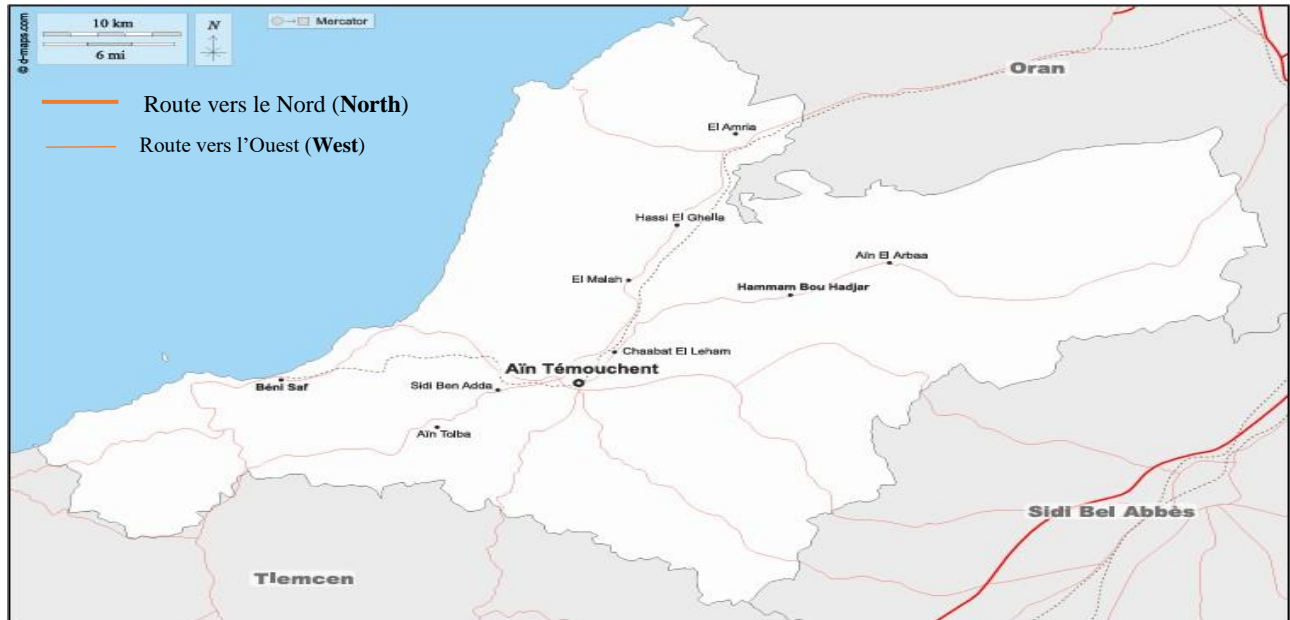 © d-maps.com
10 km
6 mi
N
Mercator
Route vers le Nord (North)
Route vers l'Ouest (West)
Oran
El Amria
Hassi El Ghella
Aïn El Arbaa
El Malah
Hammam Bou Hadjar
Chaabat El Leham
Aïn Témouchent
Béni Saf
Sidi Ben Adda
Aïn Tolba
Sidi Bel Abbès
Tlemcen